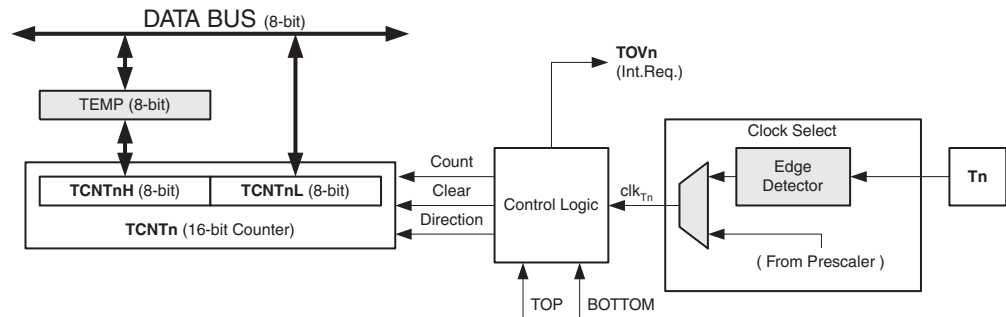 DATA BUS (8-bit)
TEMP (8-bit)
TCNTnH (8-bit)
TCNTnL (8-bit)
TCNTn (16-bit Counter)
Count
Clear
Direction
Control Logic
TOVn
(Int.Req.)
TOP
BOTTOM
clkTn
Clock Select
Edge
Detector
( From Prescaler )
Tn